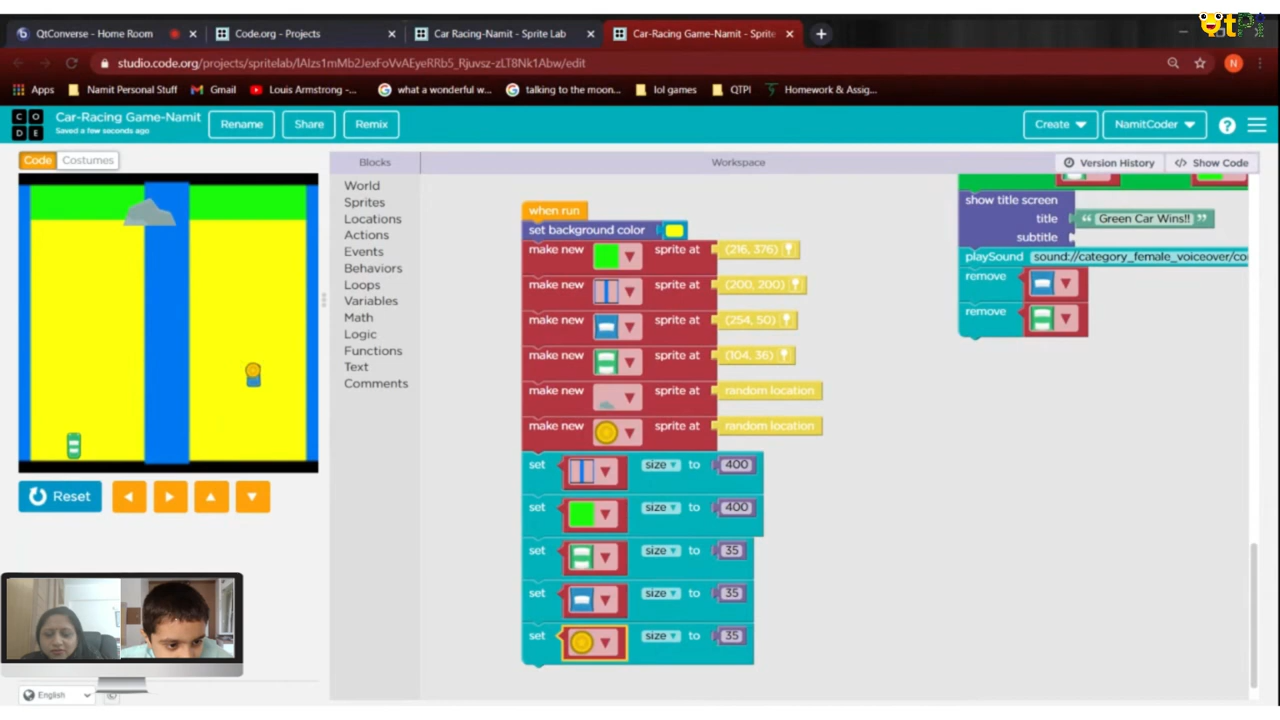 QtPi
QtConverse - Home Room
Code.org - Projects
Car Racing-Namit - Sprite Lab
Car-Racing Game-Namit - Sprite
studio.code.org/projects/spritelab/
/edit
N
Apps
Namit Personal Stuff
Gmail
Louis Armstrong -...
what a wonderful w...
talking to the moon...
lol games
QTPI
Homework & Assig...
CO
DE
Car-Racing Game-Namit
Saved a few seconds ago
Rename
Share
Remix
Create
NamitCoder
?
Code
Costumes
Blocks
Workspace
Version History
</> Show Code
World
Sprites
Locations
Actions
Events
Behaviors
Loops
Variables
Math
Logic
Functions
Text
Comments
when run
set background color
make new sprite at (216, 376)
make new sprite at (200, 200)
make new sprite at (254, 50)
make new sprite at (104, 36)
make new sprite at random location
make new sprite at random location
set size to 400
set size to 400
set size to 35
set size to 35
set size to 35
show title screen
title “ Green Car Wins!! ”
subtitle
playSound sound://category_female_voiceover/co
remove
remove
Reset
English